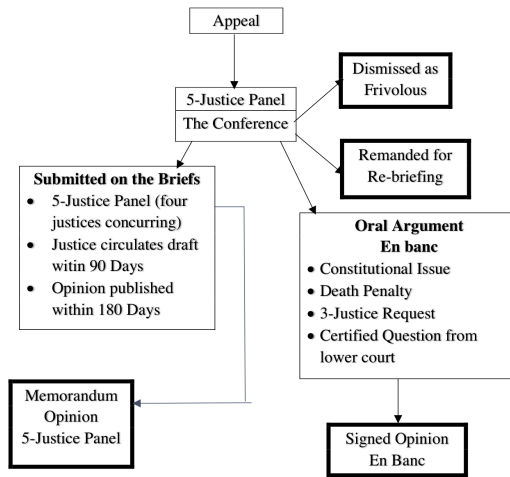 Appeal
5-Justice Panel
The Conference
Dismissed as
Frivolous
Remanded for
Re-briefing
Submitted on the Briefs
• 5-Justice Panel (four
justices concurring)
• Justice circulates draft
witin 90 Days
• Opinion published
within 180 Days
Oral Argument
En banc
• Constitutional Issue
• Death Penalty
• 3-Justice Request
• Certified Question from
lower court
Memorandum
Opinion
5-Justice Panel
Signed Opinion
En Banc